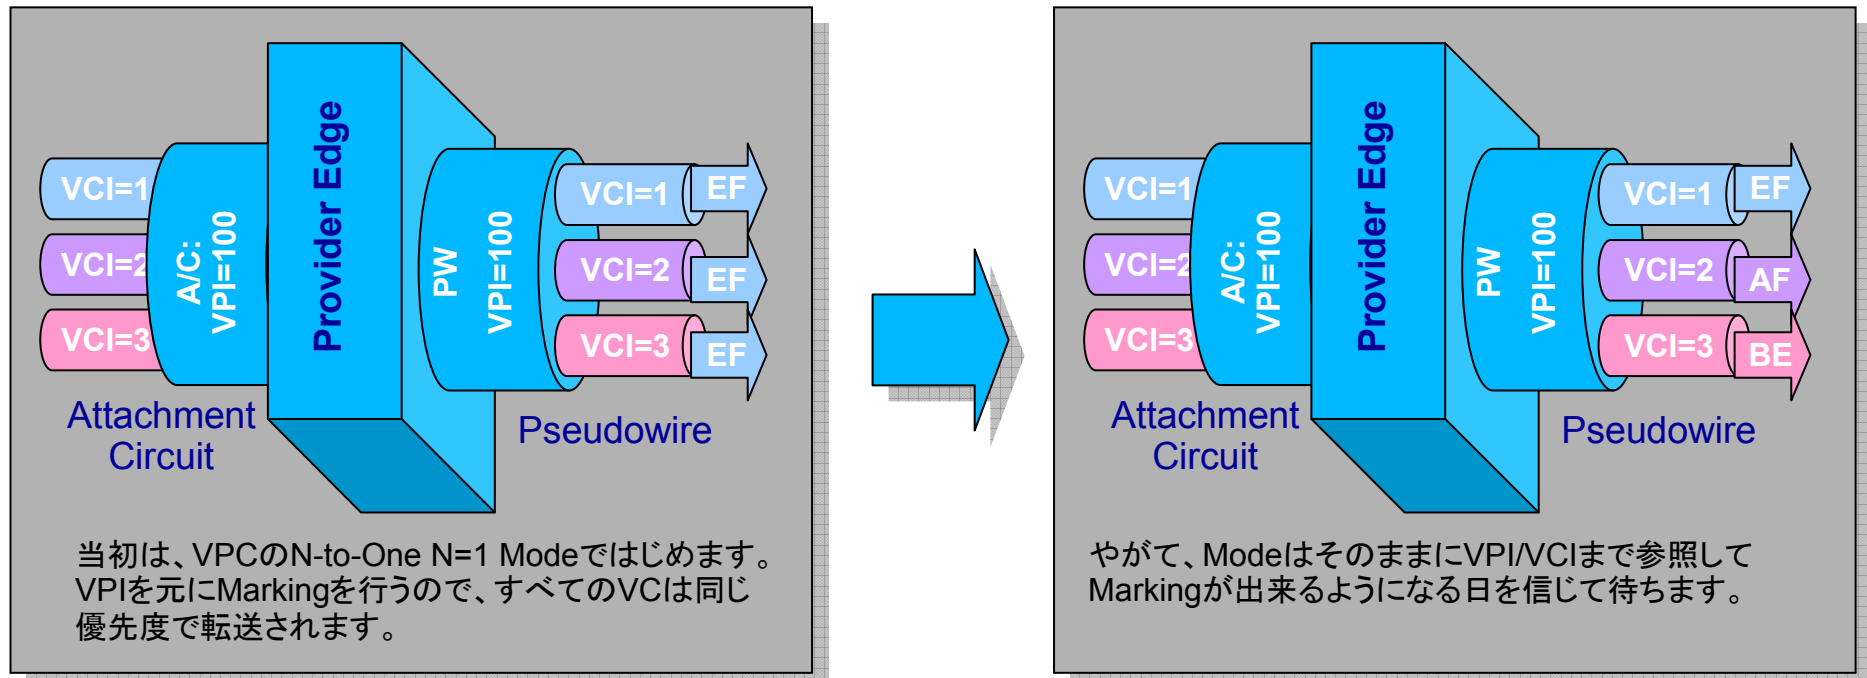 VCI=1
VCI=2
VCI=3
A/C:
VPI=100
Provider Edge
PW
VPI=100
VCI=1
VCI=2
VCI=3
EF
EF
EF
Attachment
Circuit
Pseudowire
当初は、VPCのN-to-One N=1 Modeではじめます。
VPIを元にMarkingを行うので、すべてのVCは同じ
優先度で転送されます。
VCI=1
VCI=2
VCI=3
A/C:
VPI=100
Provider Edge
PW
VPI=100
VCI=1
VCI=2
VCI=3
EF
AF
BE
Attachment
Circuit
Pseudowire
やがて、ModeはそのままにVPI/VCIまで参照して
Markingが出来るようになる日を信じて待ちます。